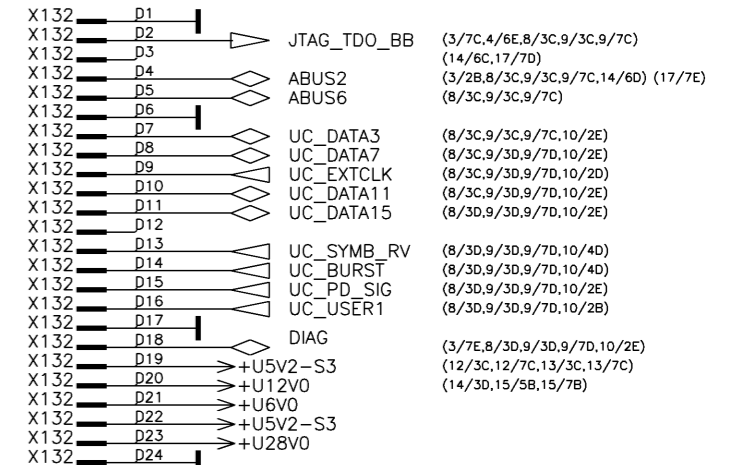 X132 D1
X132 D2 JTAG_TDO_BB (3/7C,4/6E,8/3C,9/3C,9/7C)
X132 D3 (14/6C,17/7D)
X132 D4 ABUS2 (3/2B,8/3C,9/3C,9/7C,14/6D) (17/7E)
X132 D5 ABUS6 (8/3C,9/3C,9/7C)
X132 D6
X132 D7 UC_DATA3 (8/3C,9/3C,9/7C,10/2E)
X132 D8 UC_DATA7 (8/3C,9/3D,9/7D,10/2E)
X132 D9 UC_EXTCLK (8/3C,9/3D,9/7D,10/2D)
X132 D10 UC_DATA11 (8/3C,9/3D,9/7D,10/2E)
X132 D11 UC_DATA15 (8/3D,9/3D,9/7D,10/2E)
X132 D12
X132 D13 UC_SYMB_RV (8/3D,9/3D,9/7D,10/4D)
X132 D14 UC_BURST (8/3D,9/3D,9/7D,10/4D)
X132 D15 UC_PD_SIG (8/3D,9/3D,9/7D,10/2E)
X132 D16 UC_USER1 (8/3D,9/3D,9/7D,10/2B)
X132 D17
X132 D18 DIAG (3/7E,8/3D,9/3D,9/7D,10/2E)
X132 D19 +U5V2-S3 (12/3C,12/7C,13/3C,13/7C)
X132 D20 +U12V0 (14/3D,15/5B,15/7B)
X132 D21 +U6V0
X132 D22 +U5V2-S3
X132 D23 +U28V0
X132 D24